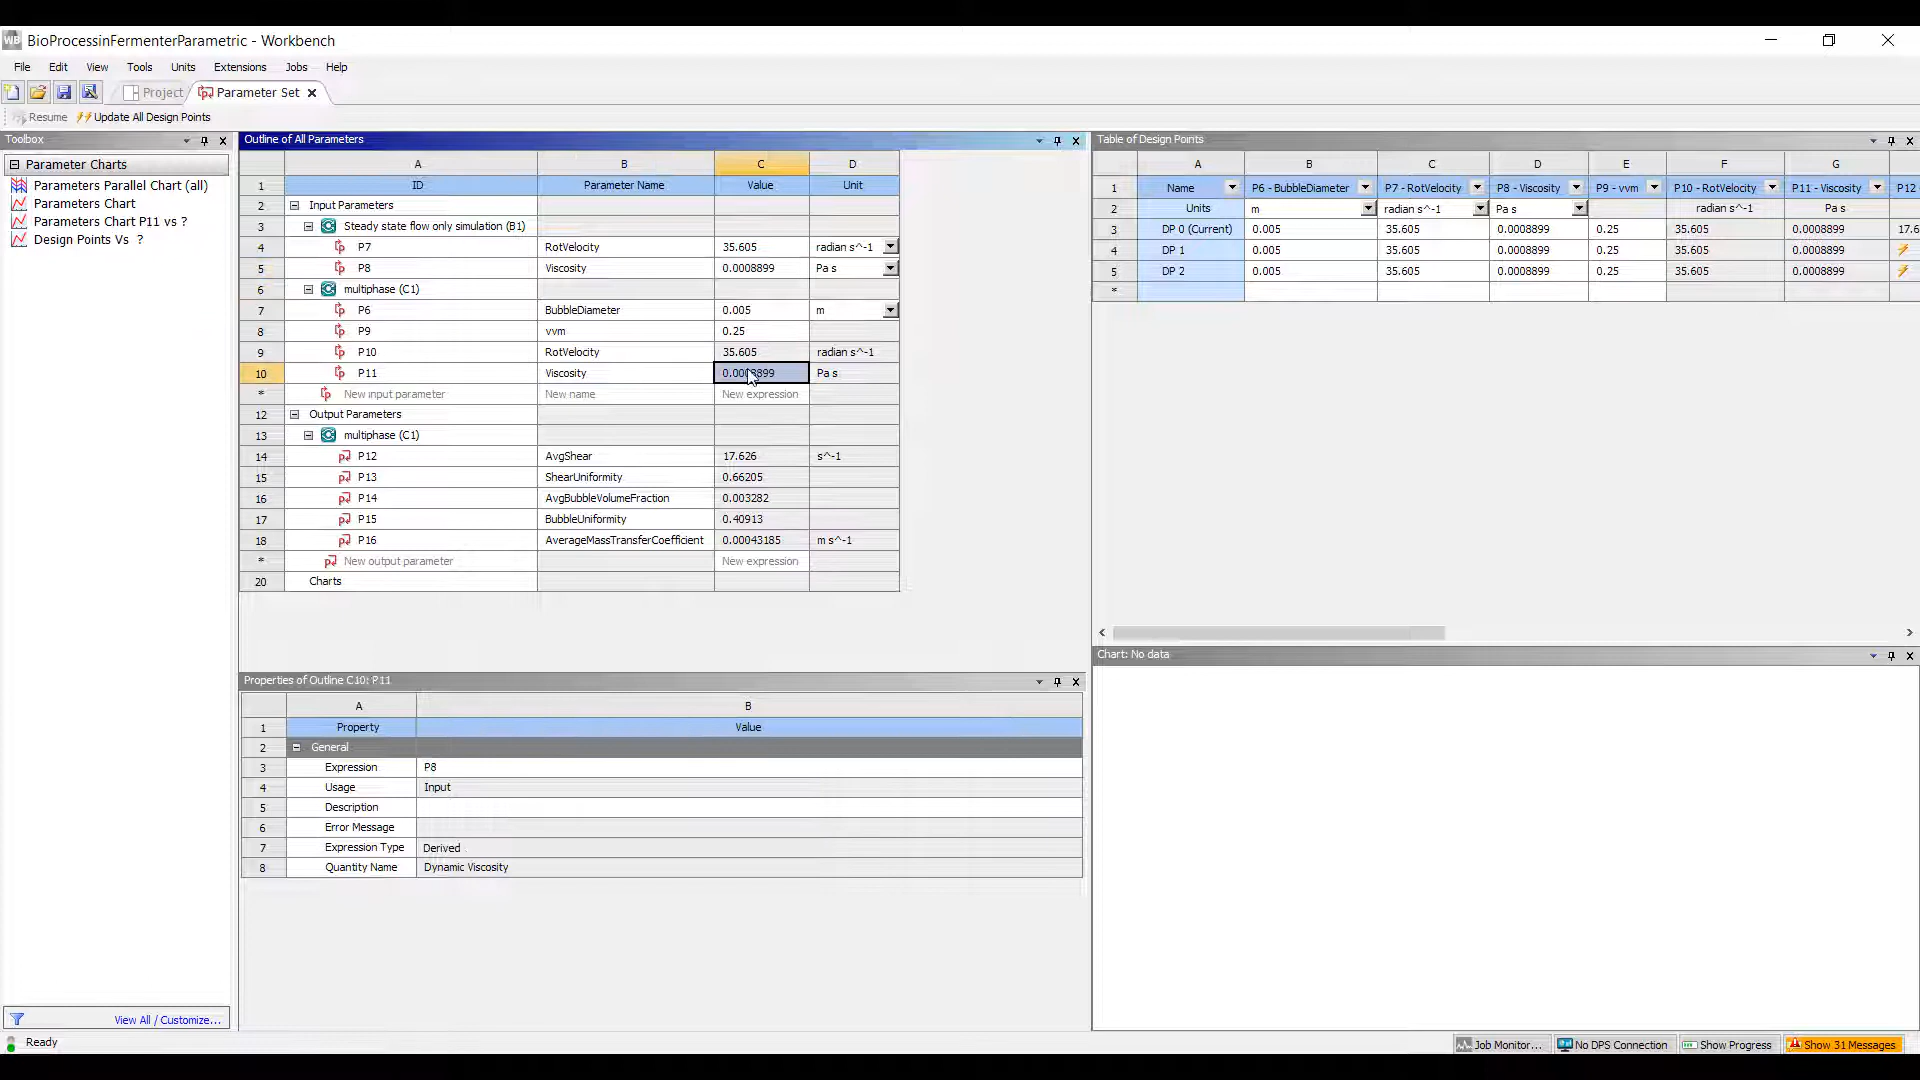 WB BioProcessinFermenterParametric - Workbench
File Edit View Tools Units Extensions Jobs Help
Project Parameter Set
Resume Update All Design Points
Toolbox
Parameter Charts
Parameters Parallel Chart (all)
Parameters Chart
Parameters Chart P11 vs ?
Design Points Vs ?
View All / Customize...
Outline of All Parameters
A B C D
1 ID Parameter Name Value Unit
2 Input Parameters
3 Steady state flow only simulation (B1)
4 P7 RotVelocity 35.605 radian s^-1
5 P8 Viscosity 0.0008899 Pa s
6 multiphase (C1)
7 P6 BubbleDiameter 0.005 m
8 P9 vvm 0.25
9 P10 RotVelocity 35.605 radian s^-1
10 P11 Viscosity 0.0008899 Pa s
* New input parameter New name New expression
12 Output Parameters
13 multiphase (C1)
14 P12 AvgShear 17.626 s^-1
15 P13 ShearUniformity 0.66205
16 P14 AvgBubbleVolumeFraction 0.003282
17 P15 BubbleUniformity 0.40913
18 P16 AverageMassTransferCoefficient 0.00043185 m s^-1
* New output parameter New expression
20 Charts
Properties of Outline C10: P11
A B
1 Property Value
2 General
3 Expression P8
4 Usage Input
5 Description
6 Error Message
7 Expression Type Derived
8 Quantity Name Dynamic Viscosity
Table of Design Points
A B C D E F G
1 Name P6 - BubbleDiameter P7 - RotVelocity P8 - Viscosity P9 - vvm P10 - RotVelocity P11 - Viscosity P12
2 Units m radian s^-1 Pa s radian s^-1 Pa s
3 DP 0 (Current) 0.005 35.605 0.0008899 0.25 35.605 0.0008899 17.6
4 DP 1 0.005 35.605 0.0008899 0.25 35.605 0.0008899
5 DP 2 0.005 35.605 0.0008899 0.25 35.605 0.0008899
*
Chart: No data
Ready
Job Monitor... No DPS Connection Show Progress Show 31 Messages